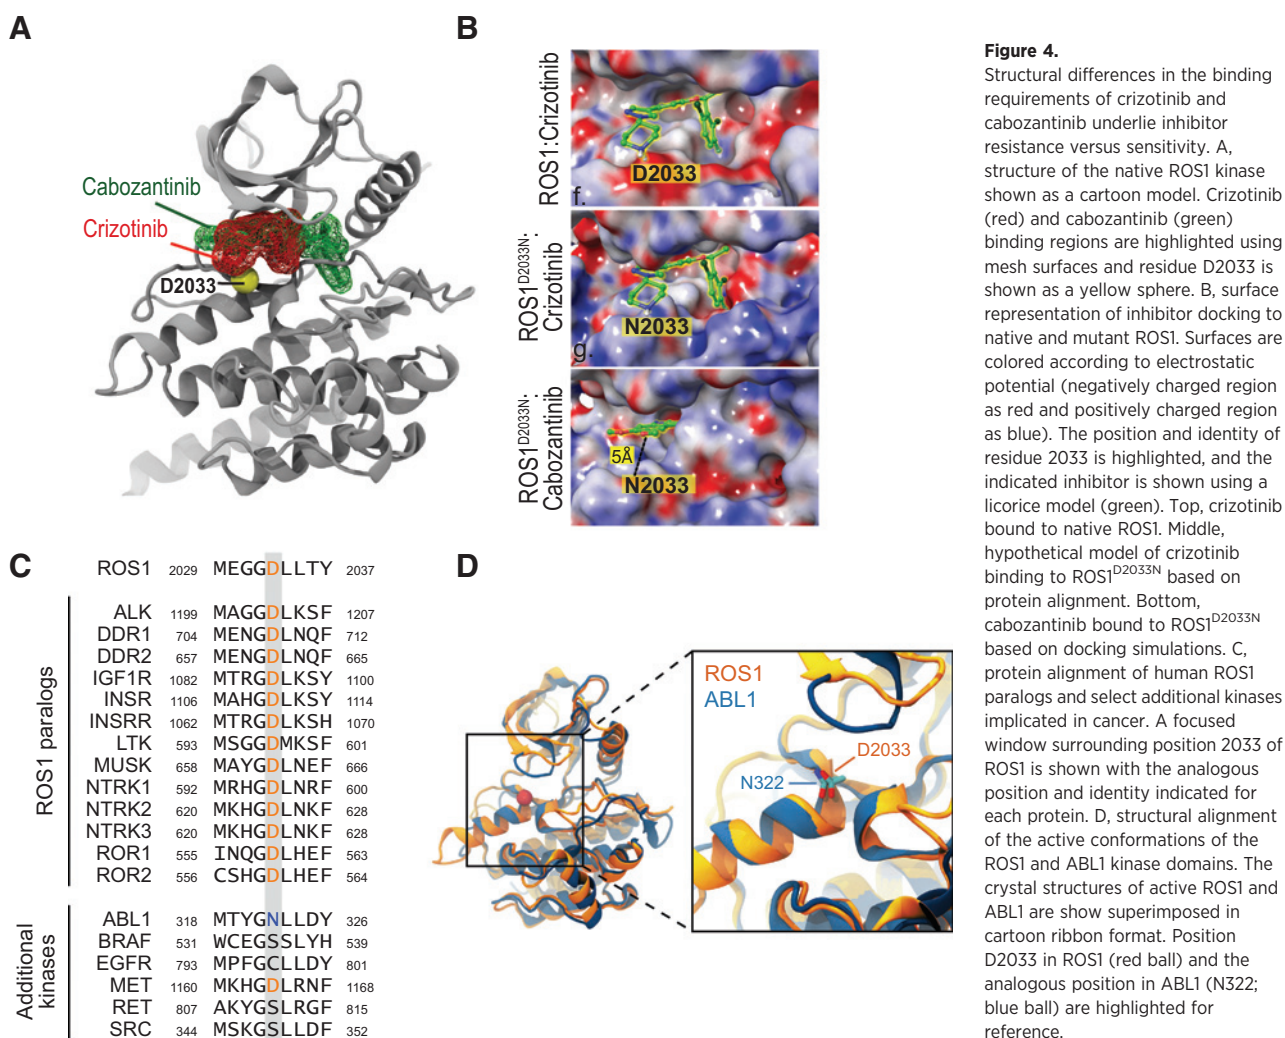 A
Cabozantinib
Crizotinib
D2033
B
ROS1:Crizotinib
D2033
f.
ROS1D2033N:
Crizotinib
N2033
g.
ROS1D2033N:
Cabozantinib
5Å
N2033
Figure 4.
Structural differences in the binding
requirements of crizotinib and
cabozantinib underlie inhibitor
resistance versus sensitivity. A,
structure of the native ROS1 kinase
shown as a cartoon model. Crizotinib
(red) and cabozantinib (green)
binding regions are highlighted using
mesh surfaces and residue D2033 is
shown as a yellow sphere. B, surface
representation of inhibitor docking to
native and mutant ROS1. Surfaces are
colored according to electrostatic
potential (negatively charged region
as red and positively charged region
as blue). The position and identity of
residue 2033 is highlighted, and the
indicated inhibitor is shown using a
licorice model (green). Top, crizotinib
bound to native ROS1. Middle,
hypothetical model of crizotinib
binding to ROS1D2033N based on
protein alignment. Bottom,
cabozantinib bound to ROS1D2033N
based on docking simulations. C,
protein alignment of human ROS1
paralogs and select additional kinases
implicated in cancer. A focused
window surrounding position 2033 of
ROS1 is shown with the analogous
position and identity indicated for
each protein. D, structural alignment
of the active conformations of the
ROS1 and ABL1 kinase domains. The
crystal structures of active ROS1 and
ABL1 are show superimposed in
cartoon ribbon format. Position
D2033 in ROS1 (red ball) and the
analogous position in ABL1 (N322;
blue ball) are highlighted for
reference.
C
ROS1 2029 MEGGDLLTY 2037
ROS1 paralogs
ALK 1199 MAGGDLKSF 1207
DDR1 704 MENGDLNQF 712
DDR2 657 MENGDLNQF 665
IGF1R 1082 MTRGDLKSY 1100
INSR 1106 MAHGDLKSY 1114
INSRR 1062 MTRGDLKSH 1070
LTK 593 MSGGDMKSF 601
MUSK 658 MAYGDLNEF 666
NTRK1 592 MRHGDLNRF 600
NTRK2 620 MKHGDLNKF 628
NTRK3 620 MKHGDLNKF 628
ROR1 555 INQGDLHEF 563
ROR2 556 CSHGDLHEF 564
Additional
kinases
ABL1 318 MTYGNLLDY 326
BRAF 531 WCEGSSLYH 539
EGFR 793 MPFGCLLDY 801
MET 1160 MKHGDLRNF 1168
RET 807 AKYGSLRGF 815
SRC 344 MSKGSLLDF 352
D
ROS1
ABL1
D2033
N322